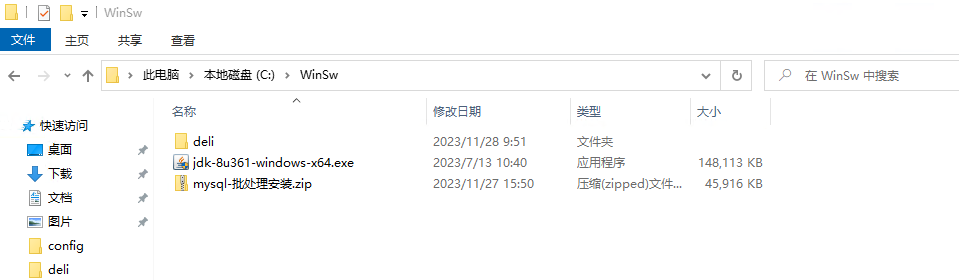 WinSw
文件 主页 共享 查看
此电脑 本地磁盘 (C:) WinSw 在 WinSw 中搜索
名称 修改日期 类型 大小
快速访问
桌面
下载
文档
图片
config
deli
deli 2023/11/28 9:51 文件夹
jdk-8u361-windows-x64.exe 2023/7/13 10:40 应用程序 148,113 KB
mysql-批处理安装.zip 2023/11/27 15:50 压缩(zipped)文件... 45,916 KB